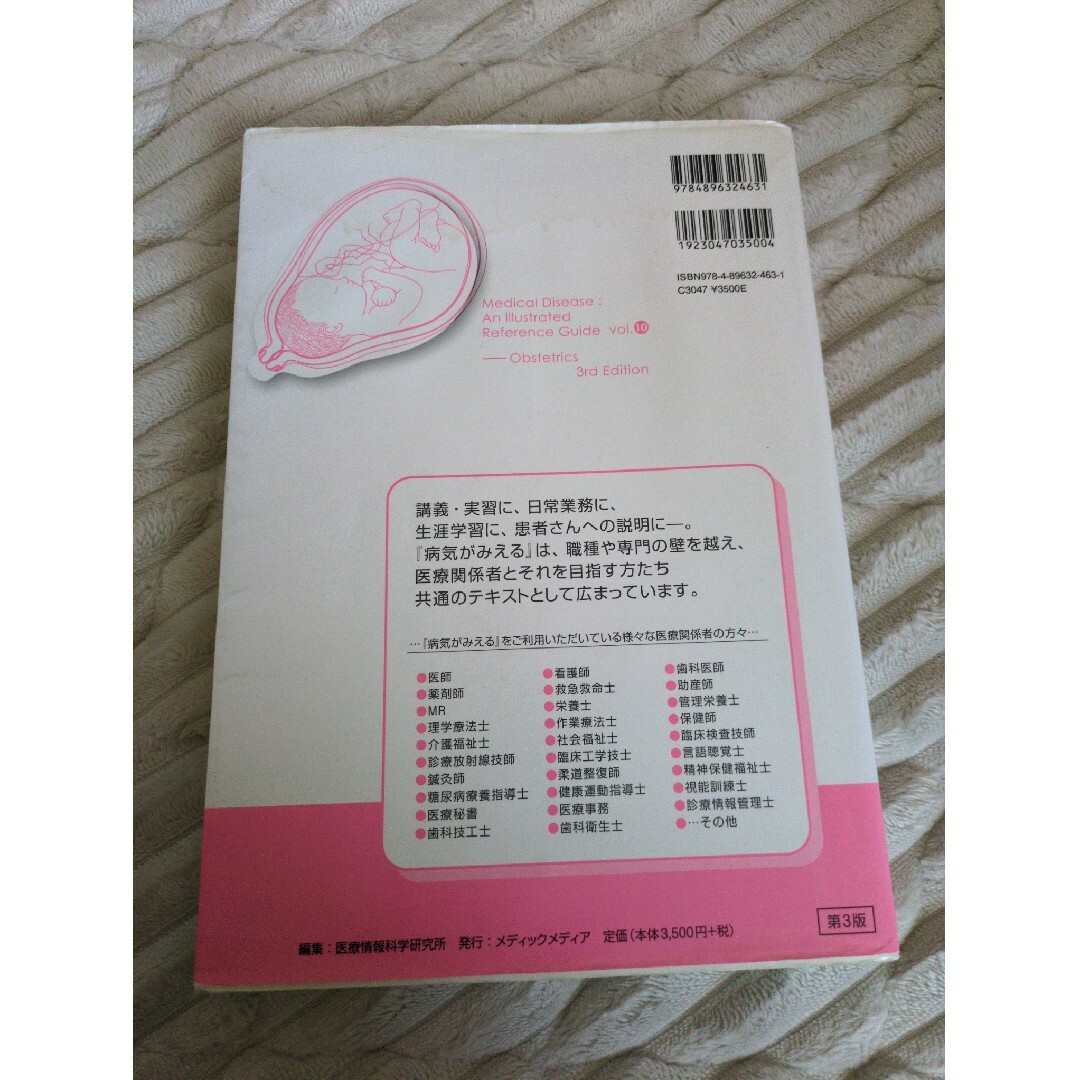 9784896324631
1923047035004
ISBN978-4-89632-463-1
C3047 ¥3500E
Medical Disease :
An Illustrated
Reference Guide vol.10
— Obstetrics
3rd Edition
講義・実習に、日常業務に、
生涯学習に、患者さんへの説明に―。
『病気がみえる』は、職種や専門の壁を越え、
医療関係者とそれを目指す方たち
共通のテキストとして広まっています。
…『病気がみえる』をご利用いただいている様々な医療関係者の方々…
●医師 ●看護師 ●歯科医師
●薬剤師 ●救急救命士 ●助産師
●MR ●栄養士 ●管理栄養士
●理学療法士 ●作業療法士 ●保健師
●介護福祉士 ●社会福祉士 ●臨床検査技師
●診療放射線技師 ●臨床工学技士 ●言語聴覚士
●鍼灸師 ●柔道整復師 ●精神保健福祉士
●糖尿病療養指導士 ●健康運動指導士 ●視能訓練士
●医療秘書 ●医療事務 ●診療情報管理士
●歯科技工士 ●歯科衛生士 ●…その他
第3版
編集：医療情報科学研究所 発行：メディックメディア 定価（本体3,500円+税）